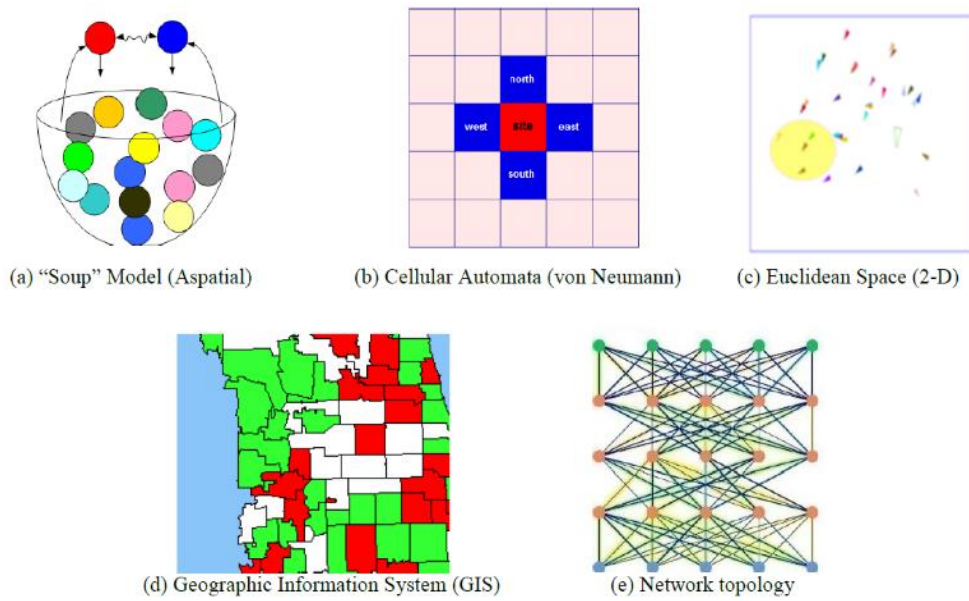 north
west site east
south
(a) “Soup” Model (Aspatial) (b) Cellular Automata (von Neumann) (c) Euclidean Space (2-D)
(d) Geographic Information System (GIS) (e) Network topology